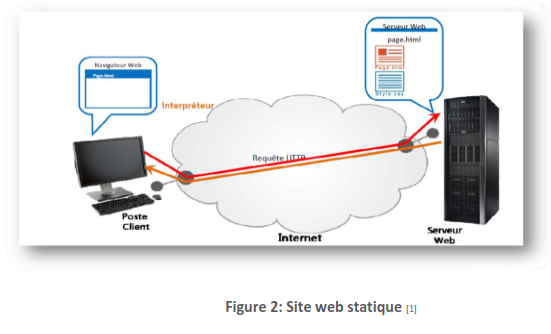 Serveur Web
page.html
Page html
Style css
Navigateur Web
Page.html
Interpréteur
Requête HTTP
Poste
Client
Internet
Serveur
Web
Figure 2: Site web statique [1]